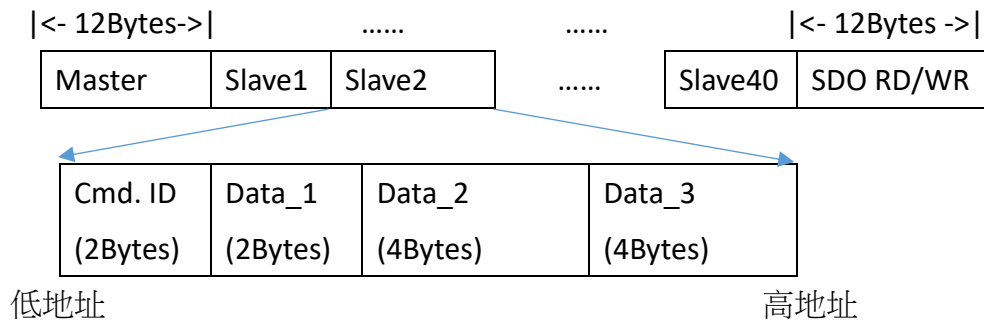 |<- 12Bytes->| …… …… |<- 12Bytes ->|
Master Slave1 Slave2 …… Slave40 SDO RD/WR
Cmd. ID Data_1 Data_2 Data_3
(2Bytes) (2Bytes) (4Bytes) (4Bytes)
低地址 高地址